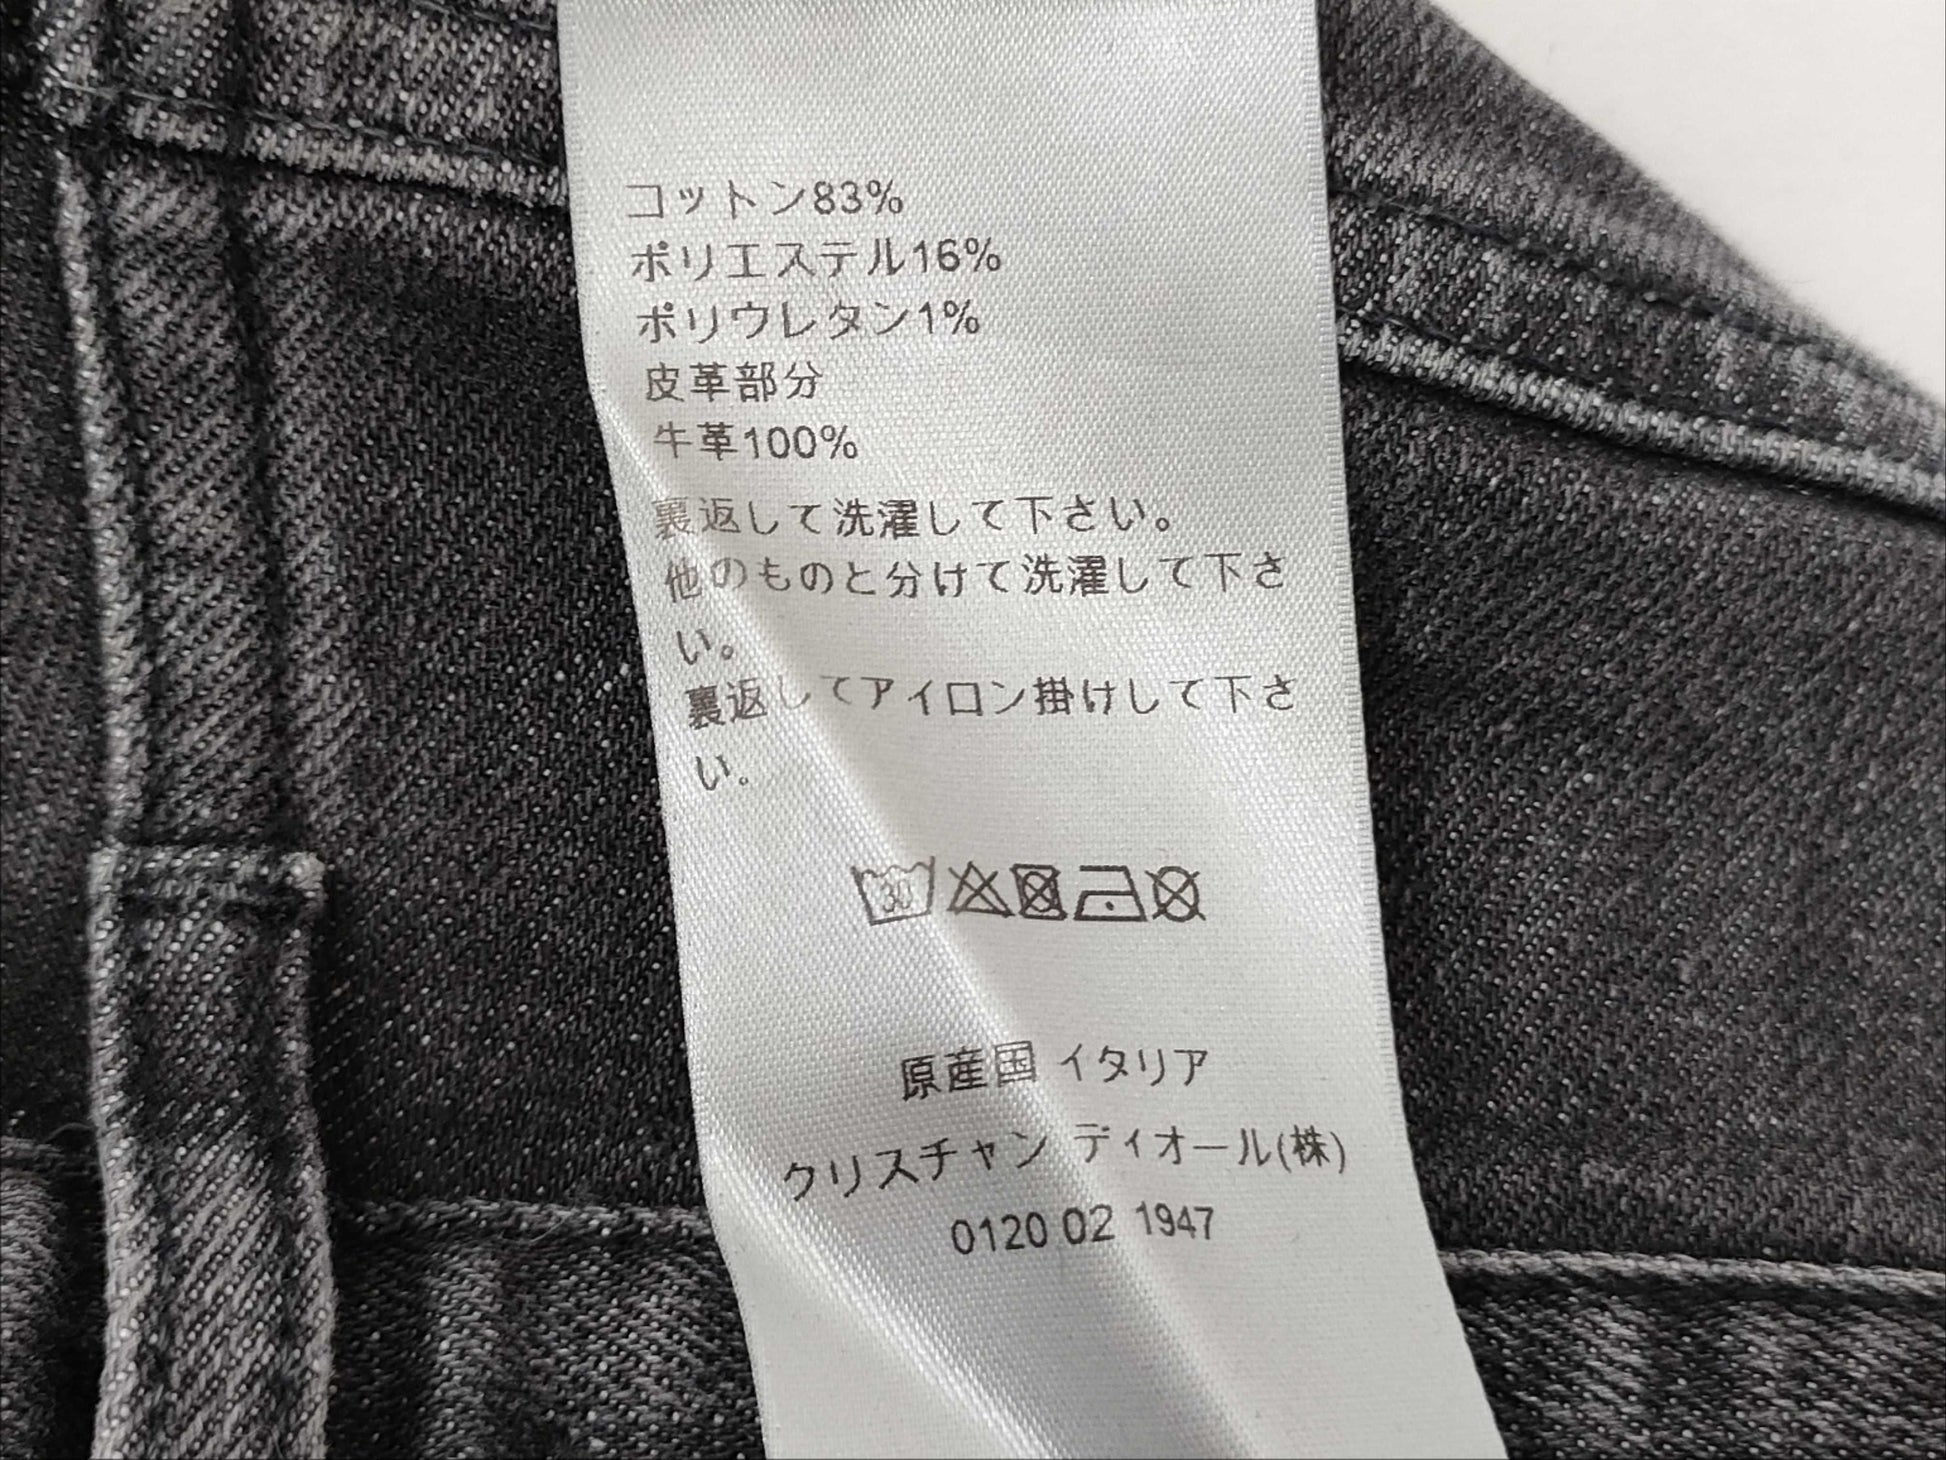 コットン83%
ポリエステル16%
ポリウレタン1%
皮革部分
牛革100%
裏返して洗濯して下さい。
他のものと分けて洗濯して下さ
い。
裏返してアイロン掛けして下さ
い。
30
原産国 イタリア
クリスチャン ディオール(株)
0120 02 1947